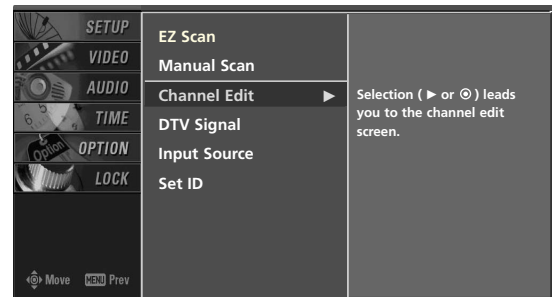 SETUP
VIDEO
AUDIO
TIME
OPTION
LOCK
Move MENU Prev
EZ Scan
Manual Scan
Channel Edit ►
DTV Signal
Input Source
Set ID
Selection ( ► or ⊙ ) leads
you to the channel edit
screen.